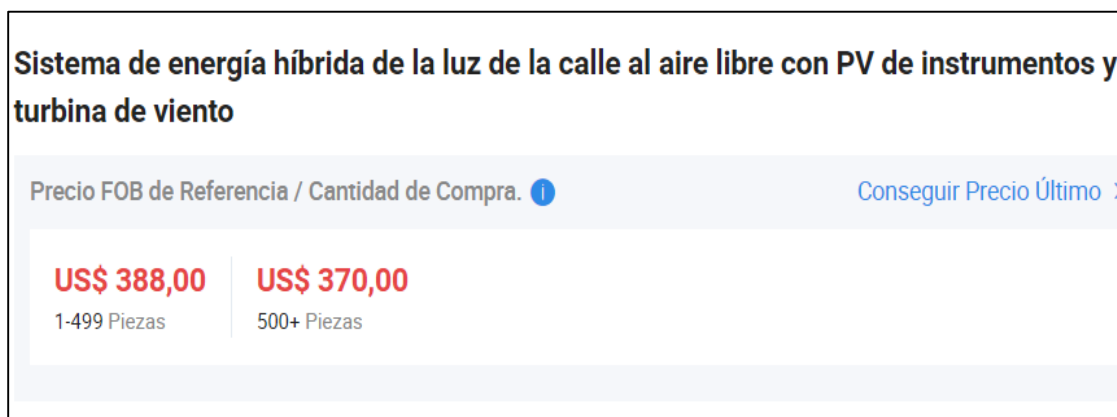 Sistema de energía híbrida de la luz de la calle al aire libre con PV de instrumentos y
turbina de viento
Precio FOB de Referencia / Cantidad de Compra. i
Conseguir Precio Último
US$ 388,00
US$ 370,00
1-499 Piezas
500+ Piezas